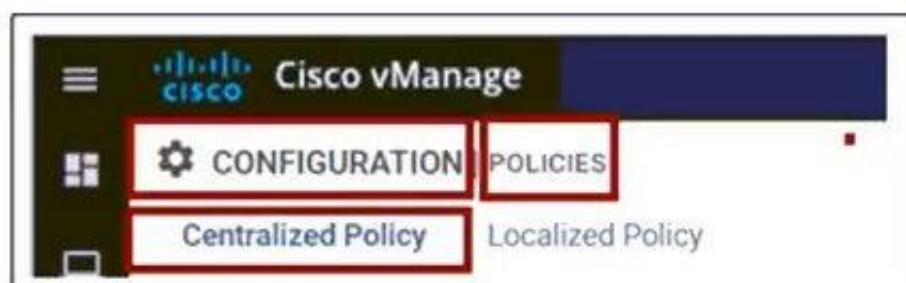 CISCO Cisco vManage
CONFIGURATION | POLICIES
Centralized Policy Localized Policy